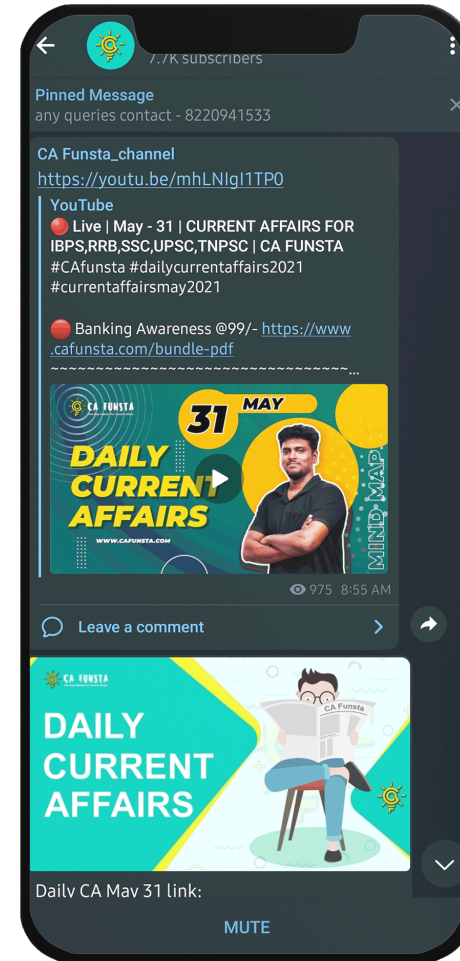 7.7K subscribers
Pinned Message
any queries contact - 8220941533
CA Funsta_channel
https://youtu.be/mhLNIgI1TP0
YouTube
🔴 Live | May - 31 | CURRENT AFFAIRS FOR
IBPS,RRB,SSC,UPSC,TNPSC | CA FUNSTA
#CAfunsta #dailycurrentaffairs2021
#currentaffairsmay2021
🔴 Banking Awareness @99/- https://www
.cafunsta.com/bundle-pdf
~~~~~~~~~~~~~~~~~~~~~~~~~~~~~~~~~...
CA FUNSTA
31 MAY
DAILY
CURRENT
AFFAIRS
WWW.CAFUNSTA.COM
MIND MAP
975 8:55 AM
Leave a comment
CA FUNSTA
DAILY
CURRENT
AFFAIRS
CA Funsta
Daily CA May 31 link:
MUTE